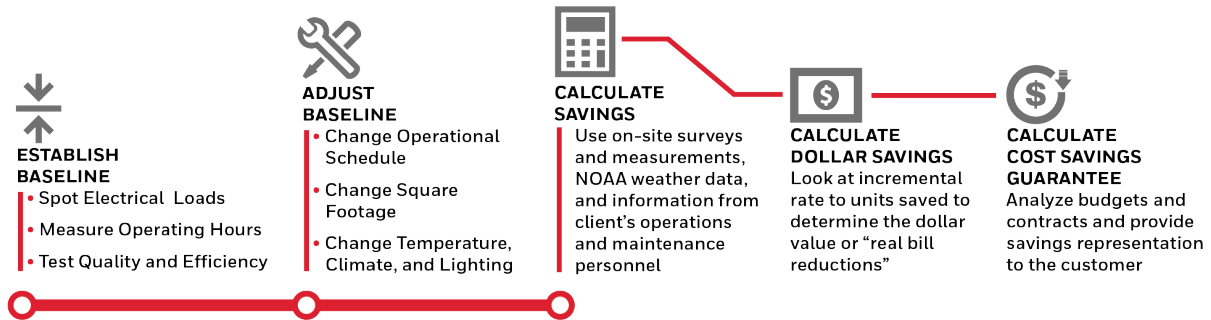 ESTABLISH
BASELINE
• Spot Electrical Loads
• Measure Operating Hours
• Test Quality and Efficiency
ADJUST
BASELINE
• Change Operational
Schedule
• Change Square
Footage
• Change Temperature,
Climate, and Lighting
CALCULATE
SAVINGS
Use on-site surveys
and measurements,
NOAA weather data,
and information from
client’s operations
and maintenance
personnel
$
CALCULATE
DOLLAR SAVINGS
Look at incremental
rate to units saved to
determine the dollar
value or “real bill
reductions”
$
CALCULATE
COST SAVINGS
GUARANTEE
Analyze budgets and
contracts and provide
savings representation
to the customer